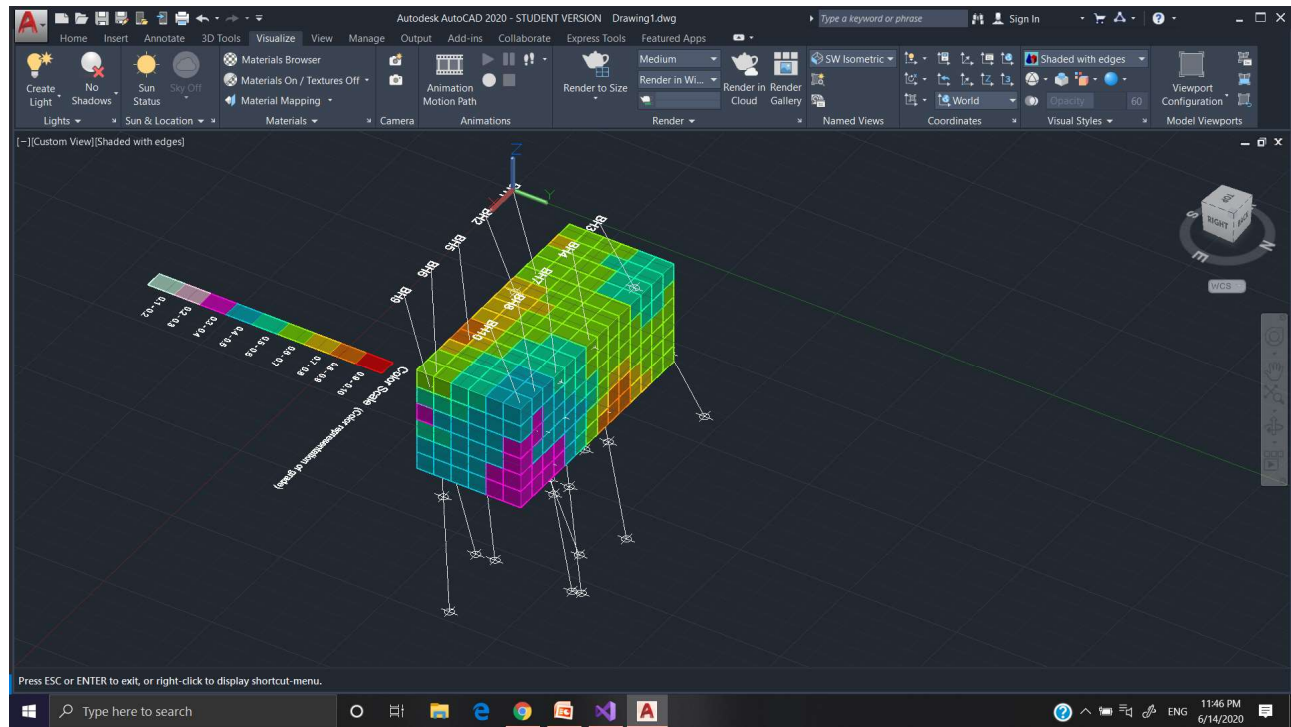 Autodesk AutoCAD 2020 - STUDENT VERSION Drawing1.dwg
Type a keyword or phrase
Sign In
Home Insert Annotate 3D Tools Visualize View Manage Output Add-ins Collaborate Express Tools Featured Apps
Create Light
No Shadows
Sun Status
Sky Off
Materials Browser
Materials On / Textures Off
Material Mapping
Animation Motion Path
Render to Size
Medium
Render in Wi...
Render in Cloud
Render Gallery
SW Isometric
World
Shaded with edges
Opacity 60
Viewport Configuration
Lights
Sun & Location
Materials
Camera
Animations
Render
Named Views
Coordinates
Visual Styles
Model Viewports
[−][Custom View][Shaded with edges]
Z
Y
BH2
BH3
BH5
BH4
BH6
BH7
BH9
BH8
BH10
TOP
RIGHT
BACK
S
N
E
WCS
0.1-0.2
0.2-0.3
0.3-0.4
0.4-0.5
0.5-0.6
0.6-0.7
0.7-0.8
0.9-0.10
Color Scale
(Color representation of grade)
Press ESC or ENTER to exit, or right-click to display shortcut-menu.
Type here to search
ENG
11:46 PM
6/14/2020